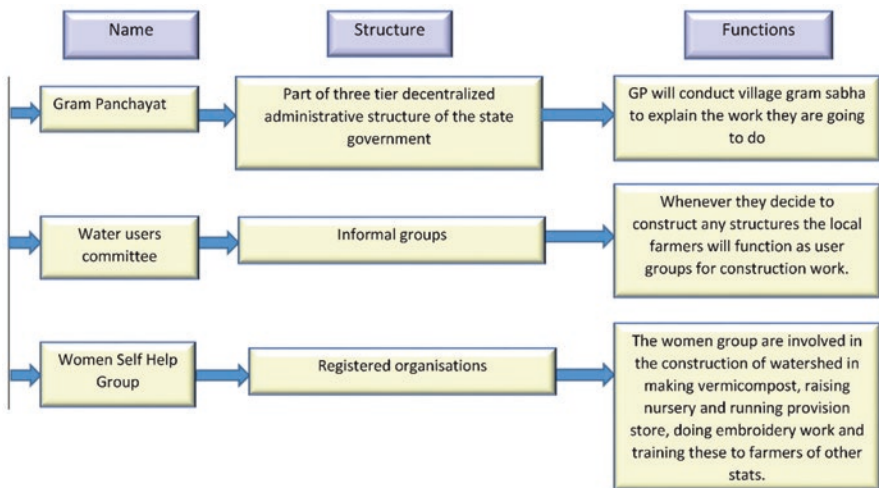 Name
Structure
Functions
Gram Panchayat
Part of three tier decentralized
administrative structure of the state
government
GP will conduct village gram sabha
to explain the work they are going
to do
Water users
committee
Informal groups
Whenever they decide to
construct any structures the local
farmers will function as user
groups for construction work.
Women Self Help
Group
Registered organisations
The women group are involved in
the construction of watershed in
making vermicompost, raising
nursery and running provision
store, doing embroidery work and
training these to farmers of other
stats.